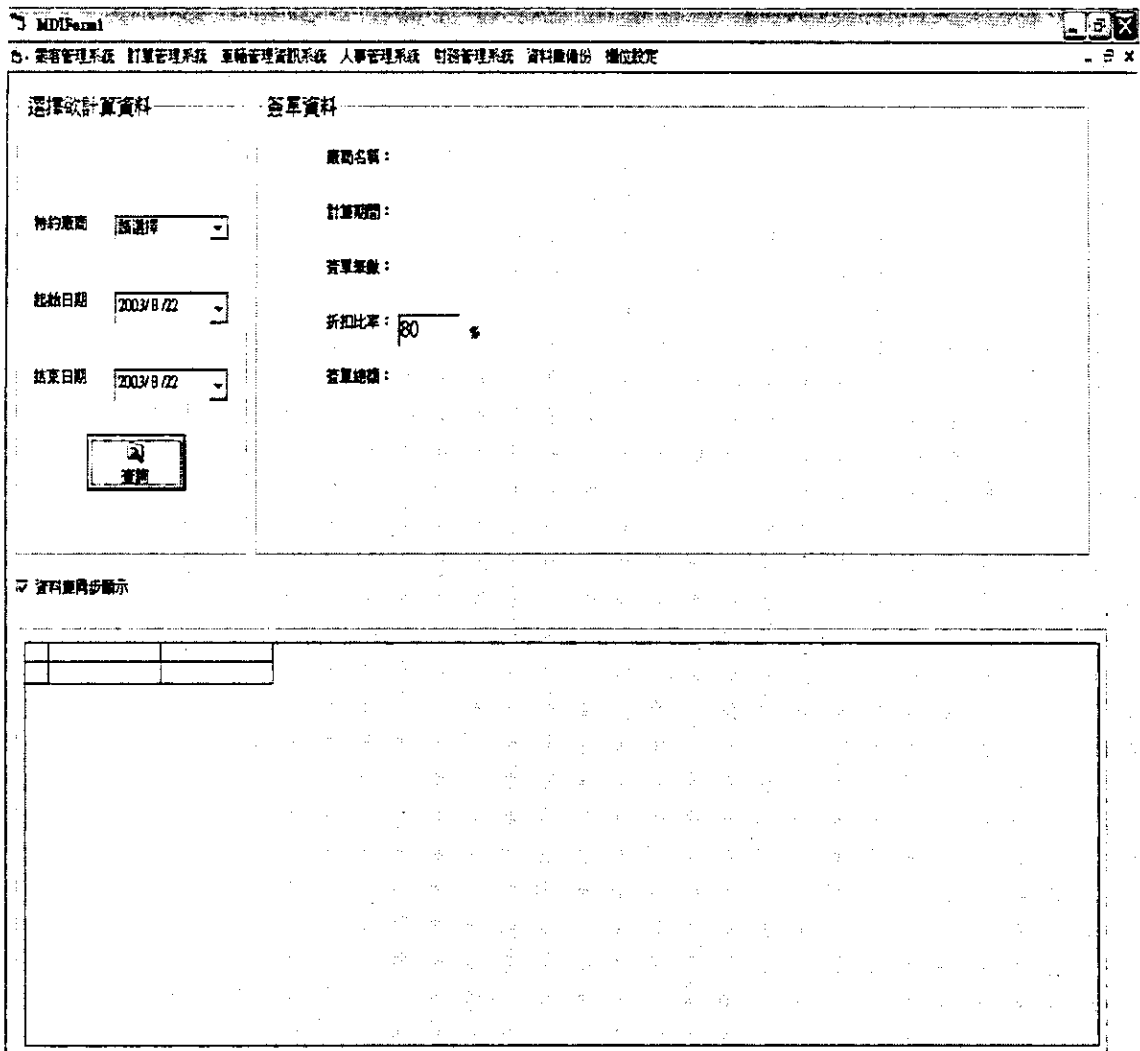 MDIForm1
乘客管理系統 訂單管理系統 車輛管理資訊系統 人事管理系統 財務管理系統 資料庫備份 欄位設定
選擇欲計算資料
簽單資料
廠商名稱：
計算期間：
特約廠商 請選擇
簽單筆數：
起始日期 2003/8/22
折扣比率：80 %
結束日期 2003/8/22
簽單總額：
查詢
資料庫同步顯示